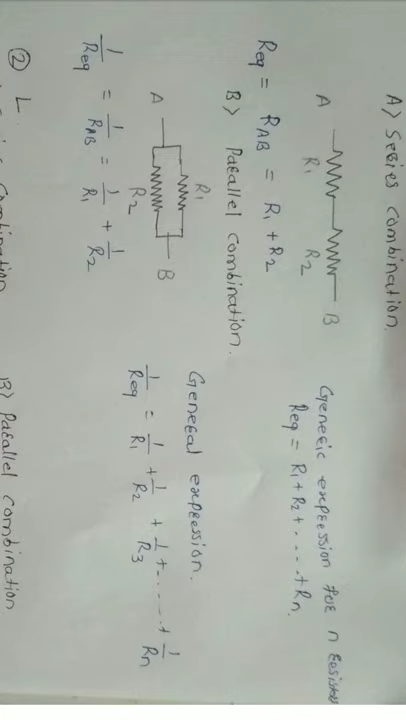 A) Series combination.
A B
R1 R2
Generic expression for n resistor
Req = RAB = R1 + R2
Req = R1 + R2 + .... + Rn.
B) Parallel combination.
General expression.
R1
A B
R2
1/Req = 1/RAB = 1/R1 + 1/R2
1/Req = 1/R1 + 1/R2 + 1/R3 + ...... + 1/Rn
② L.
combination
B) Parallel combination